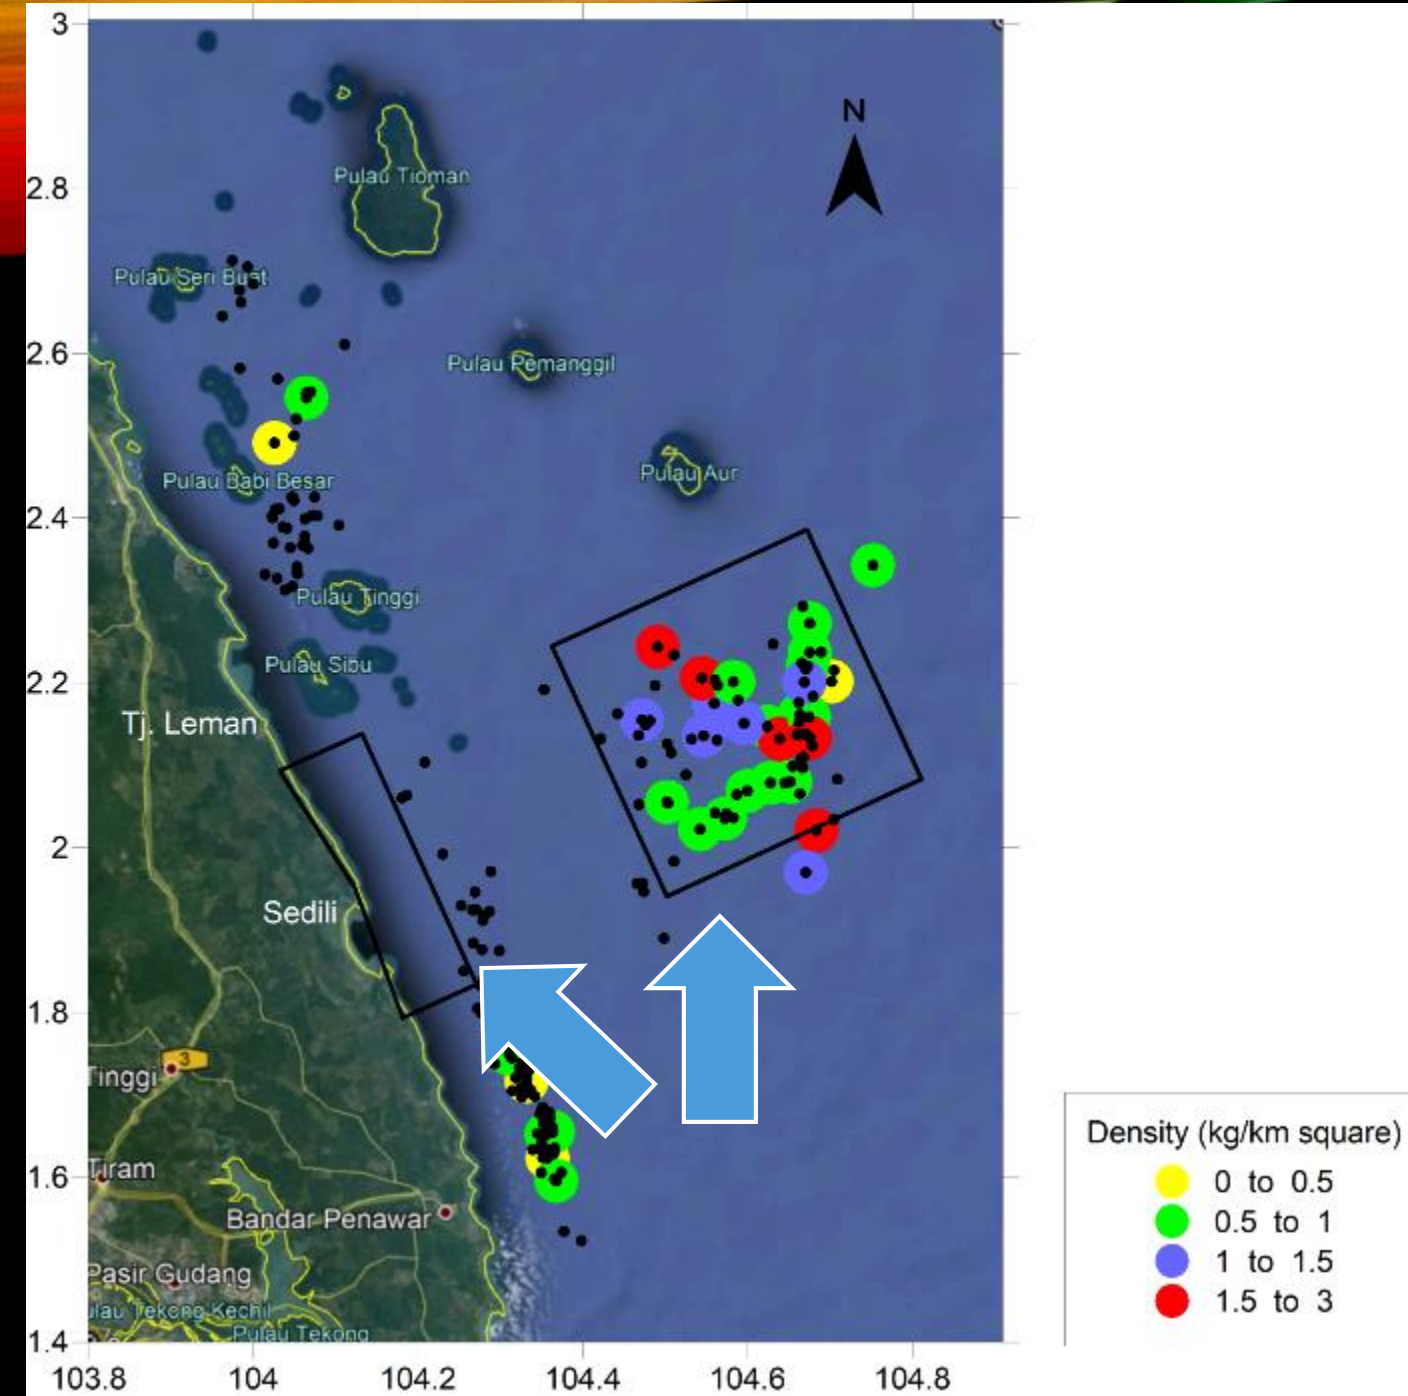 3
2.8
2.6
2.4
2.2
2
1.8
1.6
1.4
103.8 104 104.2 104.4 104.6 104.8
N
Pulau Tioman
Pulau Seri Buat
Pulau Pemanggil
Pulau Babi Besar
Pulau Aur
Pulau Tinggi
Pulau Sibu
Tj. Leman
Sedili
3
Tinggi
Tiram
Bandar Penawar
Pasir Gudang
ulau Tekong Kechil
Pulau Tekong
Density (kg/km square)
0 to 0.5
0.5 to 1
1 to 1.5
1.5 to 3